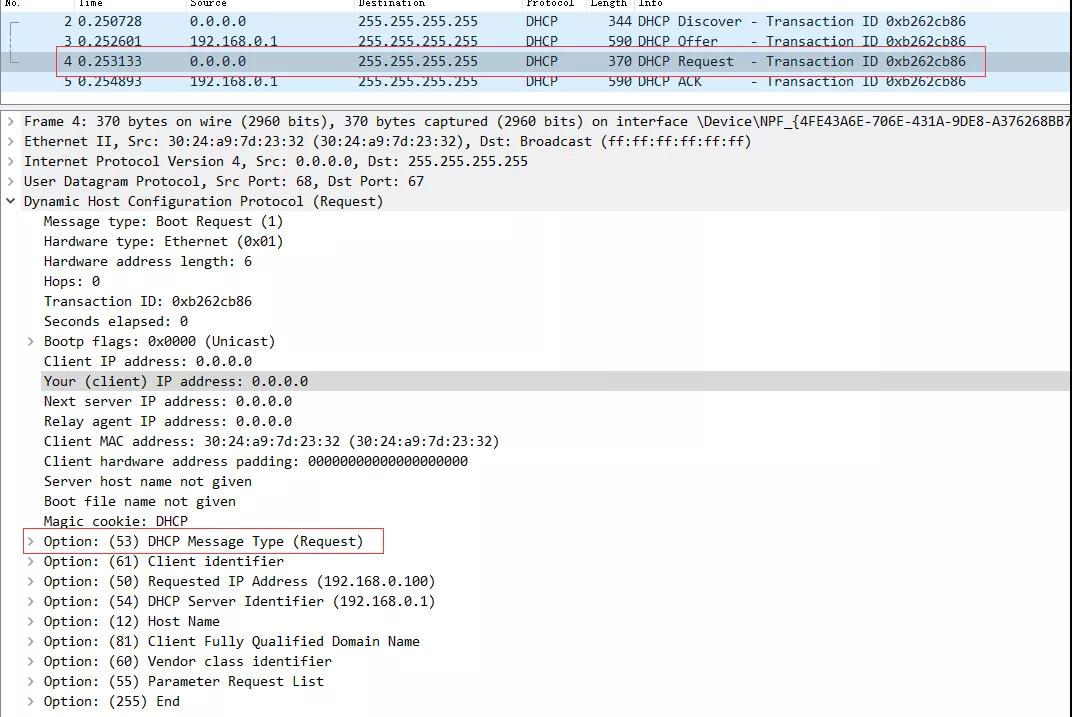 No. Time Source Destination Protocol Length Info
2 0.250728 0.0.0.0 255.255.255.255 DHCP 344 DHCP Discover - Transaction ID 0xb262cb86
3 0.252601 192.168.0.1 255.255.255.255 DHCP 590 DHCP Offer - Transaction ID 0xb262cb86
4 0.253133 0.0.0.0 255.255.255.255 DHCP 370 DHCP Request - Transaction ID 0xb262cb86
5 0.254893 192.168.0.1 255.255.255.255 DHCP 590 DHCP ACK - Transaction ID 0xb262cb86
Frame 4: 370 bytes on wire (2960 bits), 370 bytes captured (2960 bits) on interface \Device\NPF_{4FE43A6E-706E-431A-9DE8-A376268BB7
Ethernet II, Src: 30:24:a9:7d:23:32 (30:24:a9:7d:23:32), Dst: Broadcast (ff:ff:ff:ff:ff:ff)
Internet Protocol Version 4, Src: 0.0.0.0, Dst: 255.255.255.255
User Datagram Protocol, Src Port: 68, Dst Port: 67
Dynamic Host Configuration Protocol (Request)
Message type: Boot Request (1)
Hardware type: Ethernet (0x01)
Hardware address length: 6
Hops: 0
Transaction ID: 0xb262cb86
Seconds elapsed: 0
Bootp flags: 0x0000 (Unicast)
Client IP address: 0.0.0.0
Your (client) IP address: 0.0.0.0
Next server IP address: 0.0.0.0
Relay agent IP address: 0.0.0.0
Client MAC address: 30:24:a9:7d:23:32 (30:24:a9:7d:23:32)
Client hardware address padding: 00000000000000000000
Server host name not given
Boot file name not given
Magic cookie: DHCP
Option: (53) DHCP Message Type (Request)
Option: (61) Client identifier
Option: (50) Requested IP Address (192.168.0.100)
Option: (54) DHCP Server Identifier (192.168.0.1)
Option: (12) Host Name
Option: (81) Client Fully Qualified Domain Name
Option: (60) Vendor class identifier
Option: (55) Parameter Request List
Option: (255) End